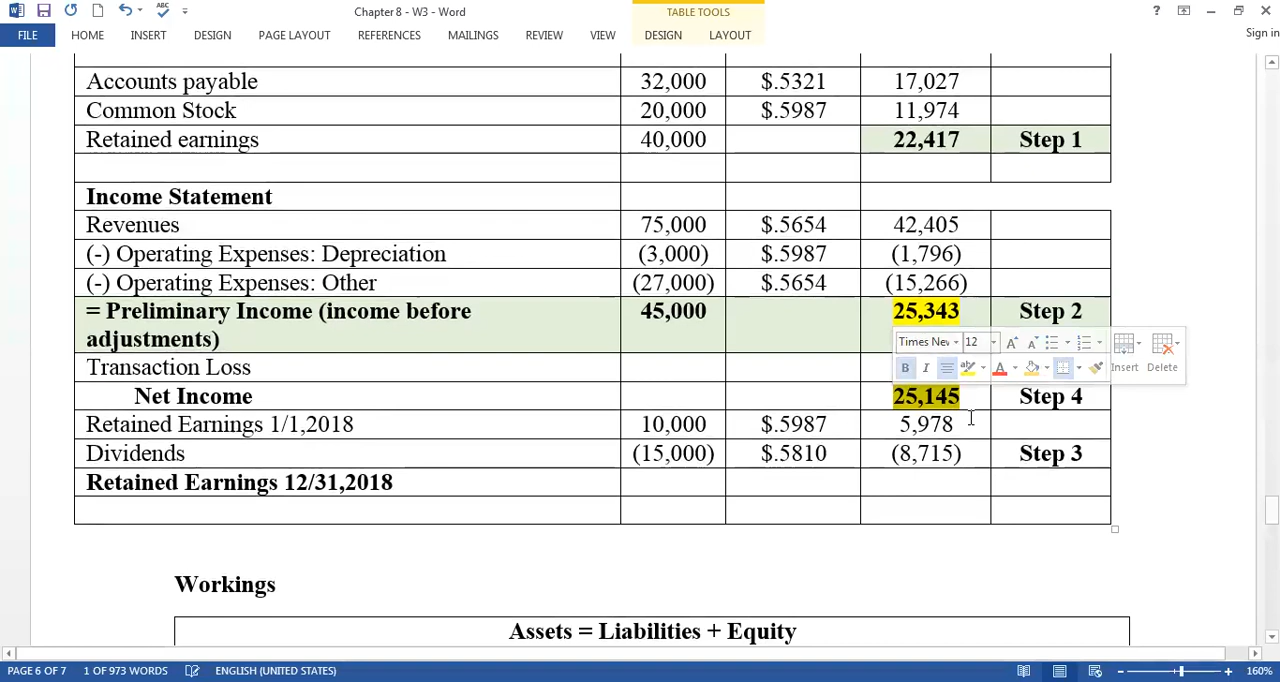 Chapter 8 - W3 - Word
TABLE TOOLS
Sign in
FILE HOME INSERT DESIGN PAGE LAYOUT REFERENCES MAILINGS REVIEW VIEW DESIGN LAYOUT
Accounts payable 32,000 $.5321 17,027
Common Stock 20,000 $.5987 11,974
Retained earnings 40,000 22,417 Step 1
Income Statement
Revenues 75,000 $.5654 42,405
(-) Operating Expenses: Depreciation (3,000) $.5987 (1,796)
(-) Operating Expenses: Other (27,000) $.5654 (15,266)
= Preliminary Income (income before 45,000 25,343 Step 2
adjustments)
Times New 12
Insert Delete
Transaction Loss
Net Income 25,145 Step 4
Retained Earnings 1/1,2018 10,000 $.5987 5,978
Dividends (15,000) $.5810 (8,715) Step 3
Retained Earnings 12/31,2018
Workings
Assets = Liabilities + Equity
PAGE 6 OF 7 1 OF 973 WORDS ENGLISH (UNITED STATES) 160%